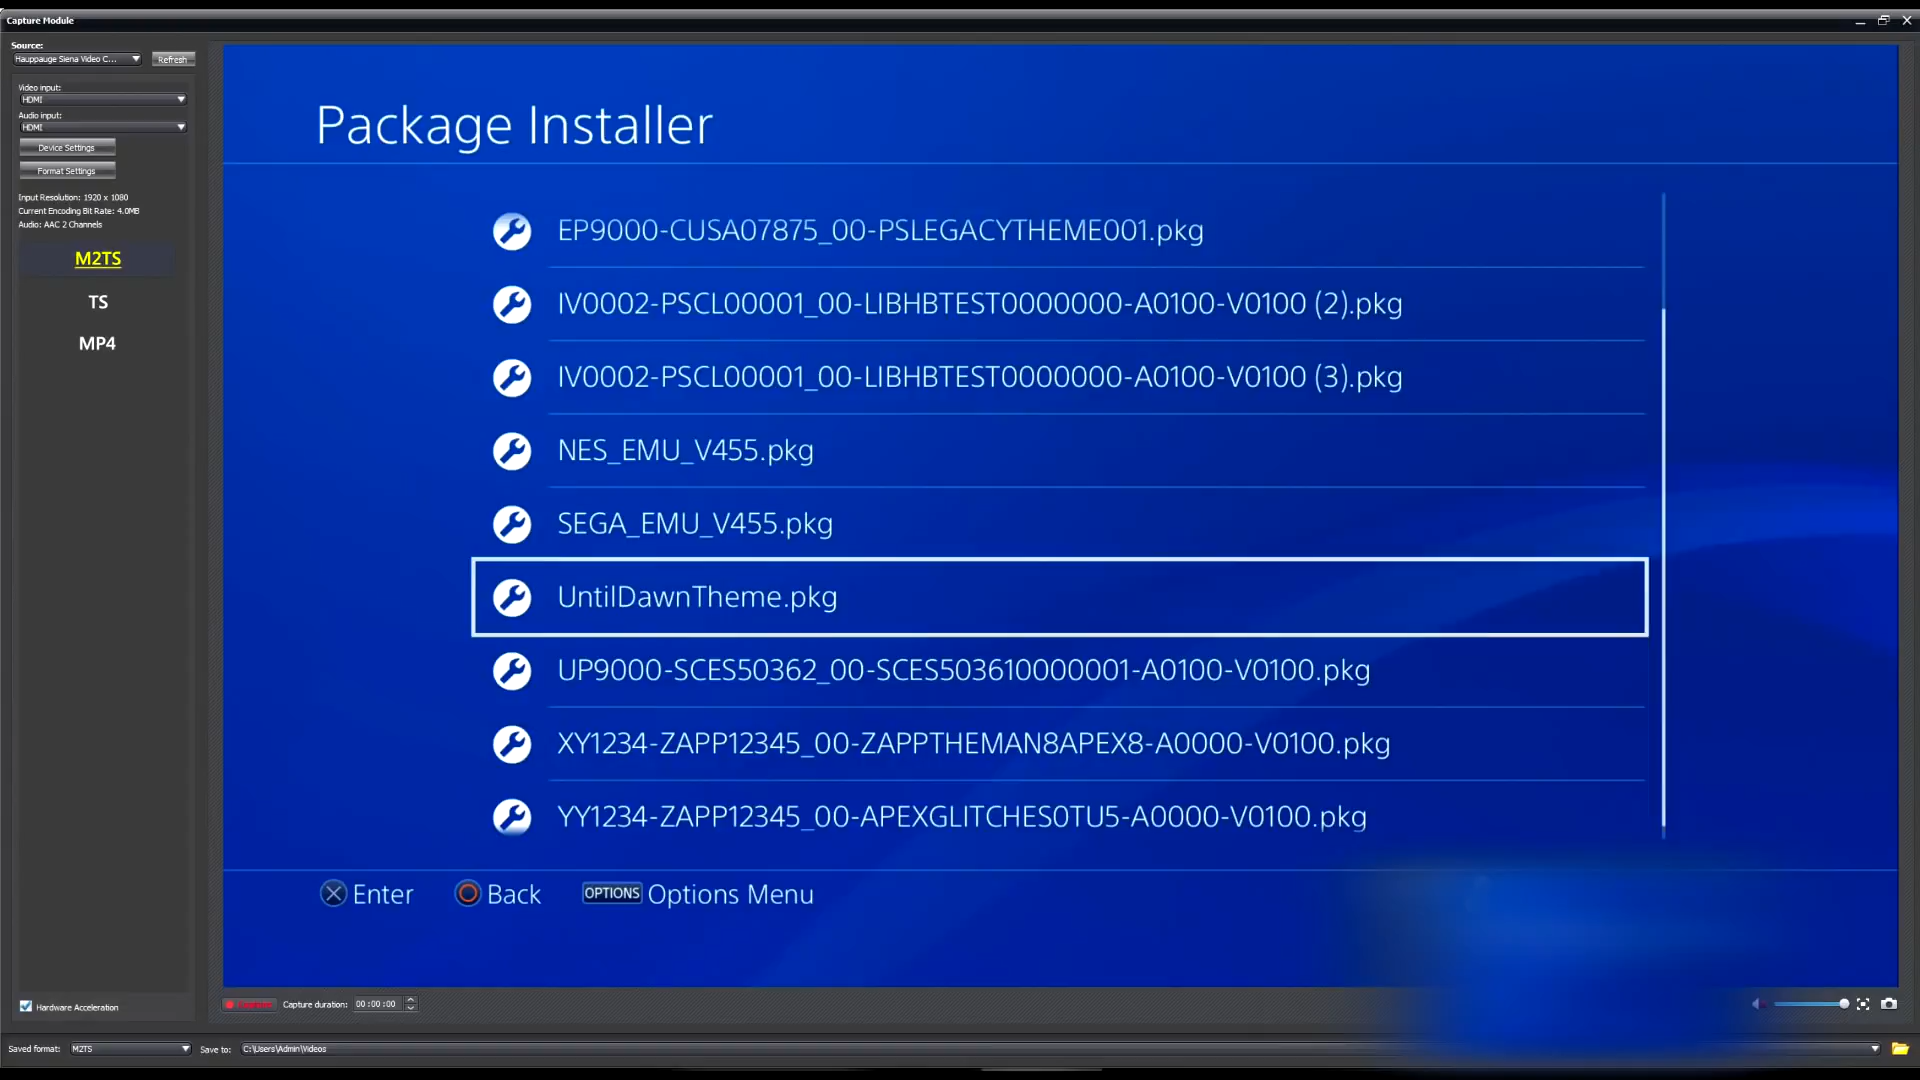 Capture Module
Source:
Hauppauge Siena Video C...
Refresh
Video input:
HDMI
Audio input:
HDMI
Device Settings
Format Settings
Input Resolution: 1920 x 1080
Current Encoding Bit Rate: 4.0MB
Audio: AAC 2 Channels
M2TS
TS
MP4
Package Installer
EP9000-CUSA07875_00-PSLEGACYTHEME001.pkg
IV0002-PSCL00001_00-LIBHBTEST0000000-A0100-V0100 (2).pkg
IV0002-PSCL00001_00-LIBHBTEST0000000-A0100-V0100 (3).pkg
NES_EMU_V455.pkg
SEGA_EMU_V455.pkg
UntilDawnTheme.pkg
UP9000-SCES50362_00-SCES503610000001-A0100-V0100.pkg
XY1234-ZAPP12345_00-ZAPPTHEMAN8APEX8-A0000-V0100.pkg
YY1234-ZAPP12345_00-APEXGLITCHES0TU5-A0000-V0100.pkg
Enter Back OPTIONS Options Menu
Hardware Acceleration
Capture duration: 00:00:00
Saved format: M2TS Save to: C:\Users\Admin\Videos